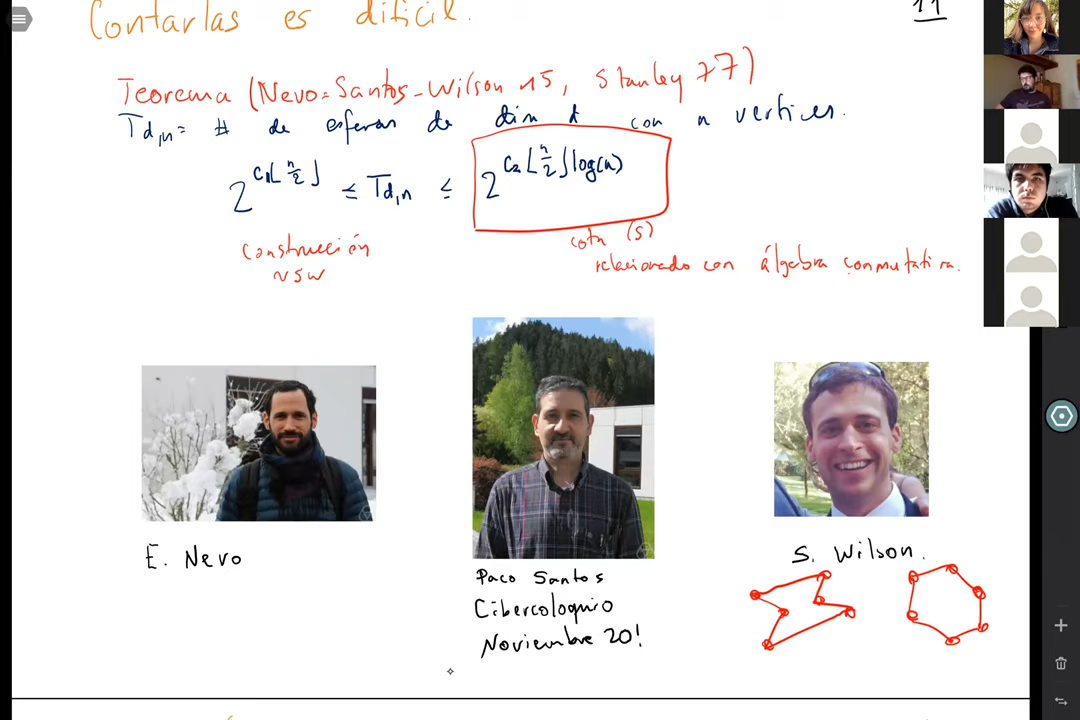 Contarlas es difícil.
11
Teorema (Nevo-Santos-Wilson 15, Stanley 77)
Td,n = # de esferas de dim d con n vertices.
2^{c1⌊n/2⌋} ≤ Td,n ≤ 2^{c2⌊n/2⌋log(n)}
construcción
NSW
cota (S)
relacionado con álgebra conmutativa.
E. Nevo
Paco Santos
Cibercoloquio
Noviembre 20!
S. Wilson.